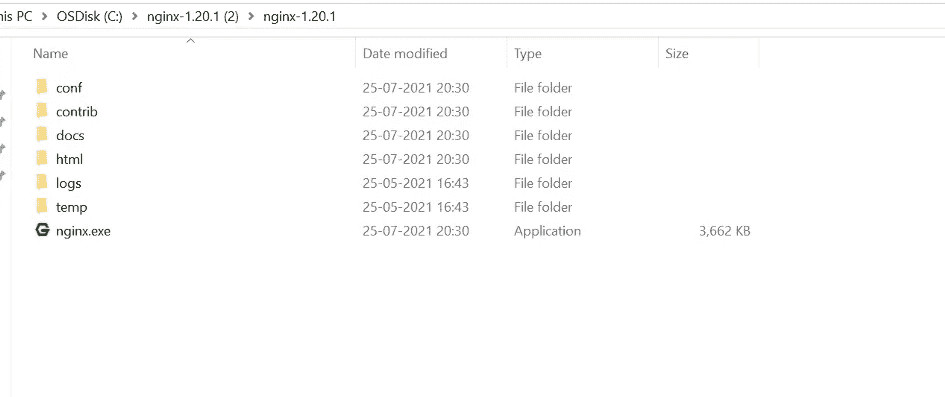 his PC > OSDisk (C:) > nginx-1.20.1 (2) > nginx-1.20.1
Name Date modified Type Size
conf 25-07-2021 20:30 File folder
contrib 25-07-2021 20:30 File folder
docs 25-07-2021 20:30 File folder
html 25-07-2021 20:30 File folder
logs 25-05-2021 16:43 File folder
temp 25-05-2021 16:43 File folder
nginx.exe 25-07-2021 20:30 Application 3,662 KB